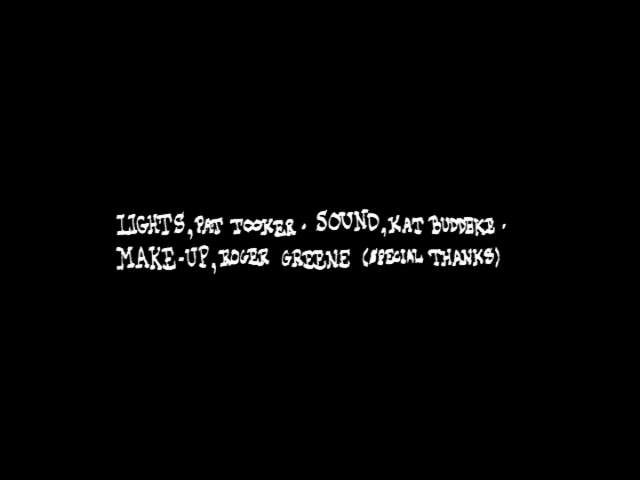 LIGHTS, PAT TOOKER . SOUND, KAT BUDDEKE .
MAKE-UP, ROGER GREENE (SPECIAL THANKS)